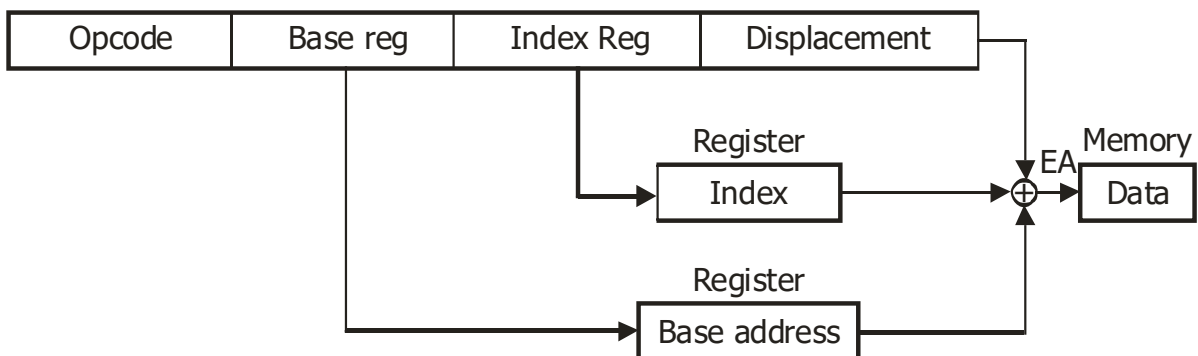 Opcode Base reg Index Reg Displacement
Register
Memory
EA
Index
Data
Register
Base address